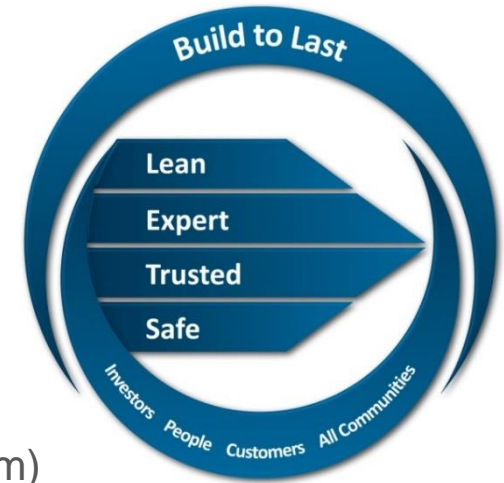 Build to Last
Lean
Expert
Trusted
Safe
Investors People Customers All Communities
m)